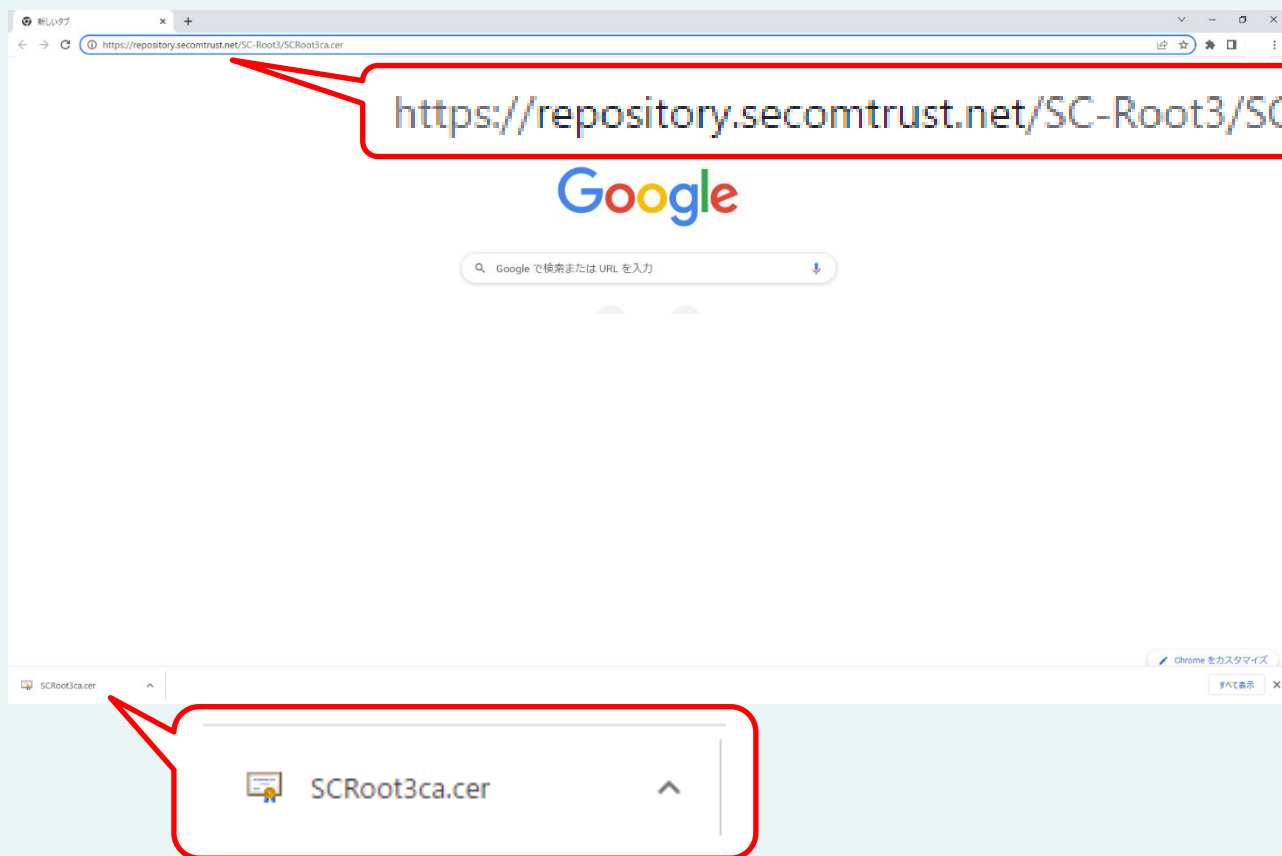 新しいタブ
https://repository.secomtrust.net/SC-Root3/SCRoot3ca.cer
https://repository.secomtrust.net/SC-Root3/SC
Google
Google で検索または URL を入力
Chrome をカスタマイズ
SCRoot3ca.cer
すべて表示
SCRoot3ca.cer